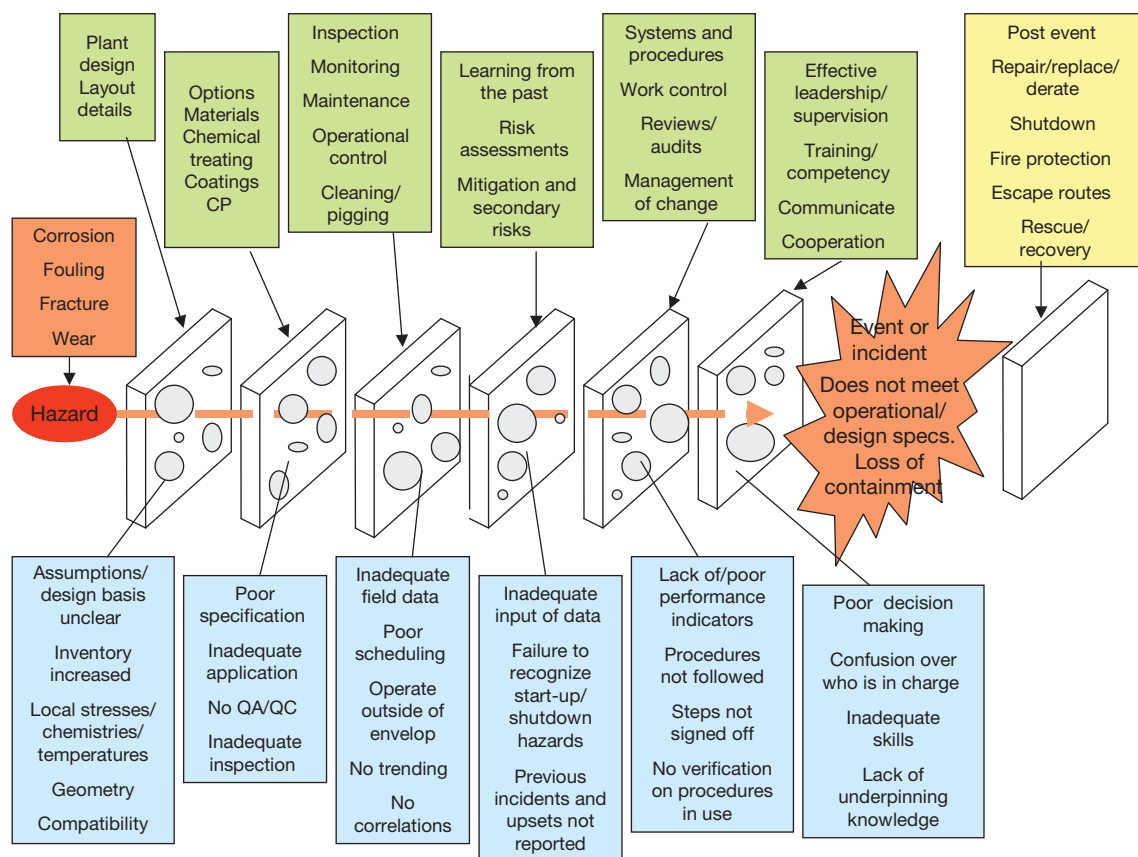 Plant
design
Layout
details
Options
Materials
Chemical
treating
Coatings
CP
Inspection
Monitoring
Maintenance
Operational
control
Cleaning/
pigging
Learning from
the past
Risk
assessments
Mitigation and
secondary
risks
Systems and
procedures
Work control
Reviews/
audits
Management
of change
Effective
leadership/
supervision
Training/
competency
Communicate
Cooperation
Post event
Repair/replace/
derate
Shutdown
Fire protection
Escape routes
Rescue/
recovery
Corrosion
Fouling
Fracture
Wear
Hazard
Event or
incident
Does not meet
operational/
design specs.
Loss of
containment
Assumptions/
design basis
unclear
Inventory
increased
Local stresses/
chemistries/
temperatures
Geometry
Compatibility
Poor
specification
Inadequate
application
No QA/QC
Inadequate
inspection
Inadequate
field data
Poor
scheduling
Operate
outside of
envelop
No trending
No
correlations
Inadequate
input of data
Failure to
recognize
start-up/
shutdown
hazards
Previous
incidents and
upsets not
reported
Lack of/poor
performance
indicators
Procedures
not followed
Steps not
signed off
No verification
on procedures
in use
Poor decision
making
Confusion over
who is in charge
Inadequate
skills
Lack of
underpinning
knowledge